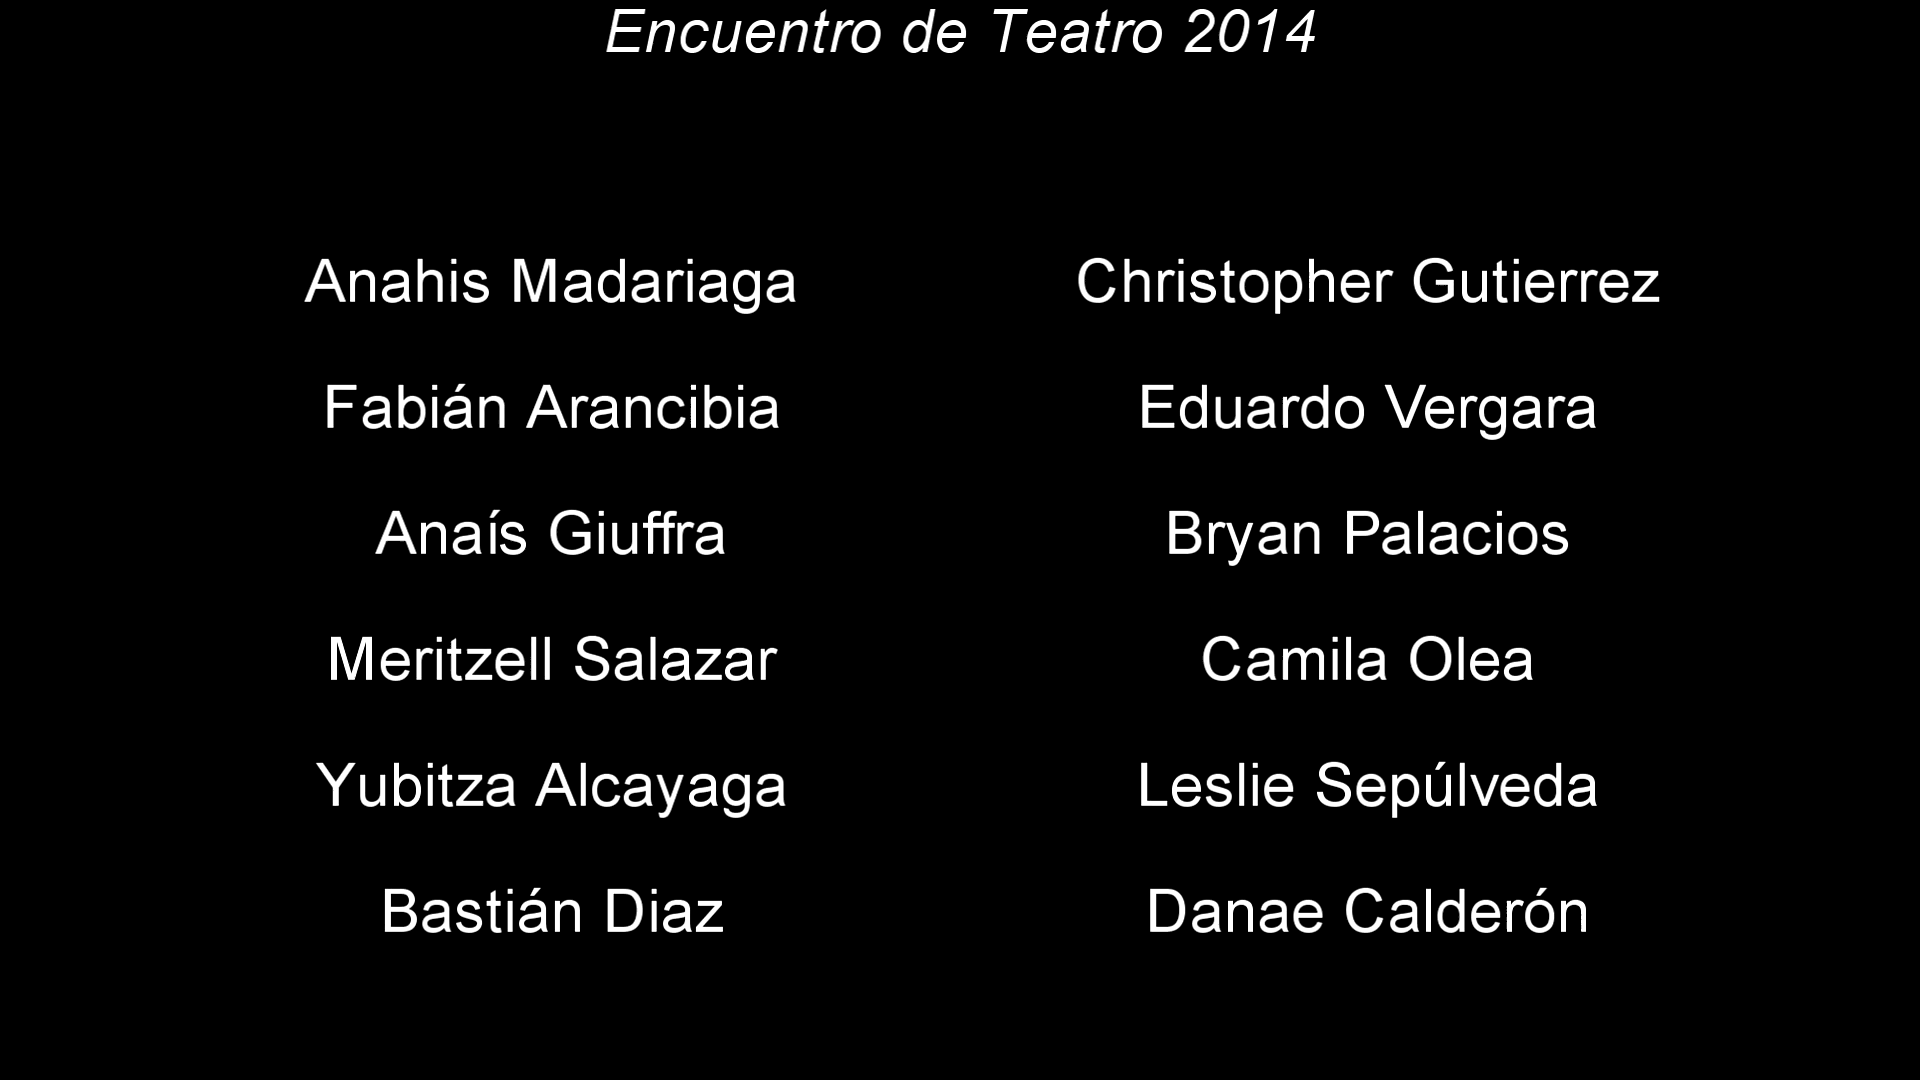 Encuentro de Teatro 2014
Anahis Madariaga
Christopher Gutierrez
Fabián Arancibia
Eduardo Vergara
Anaís Giuffra
Bryan Palacios
Meritzell Salazar
Camila Olea
Yubitza Alcayaga
Leslie Sepúlveda
Bastián Diaz
Danae Calderón